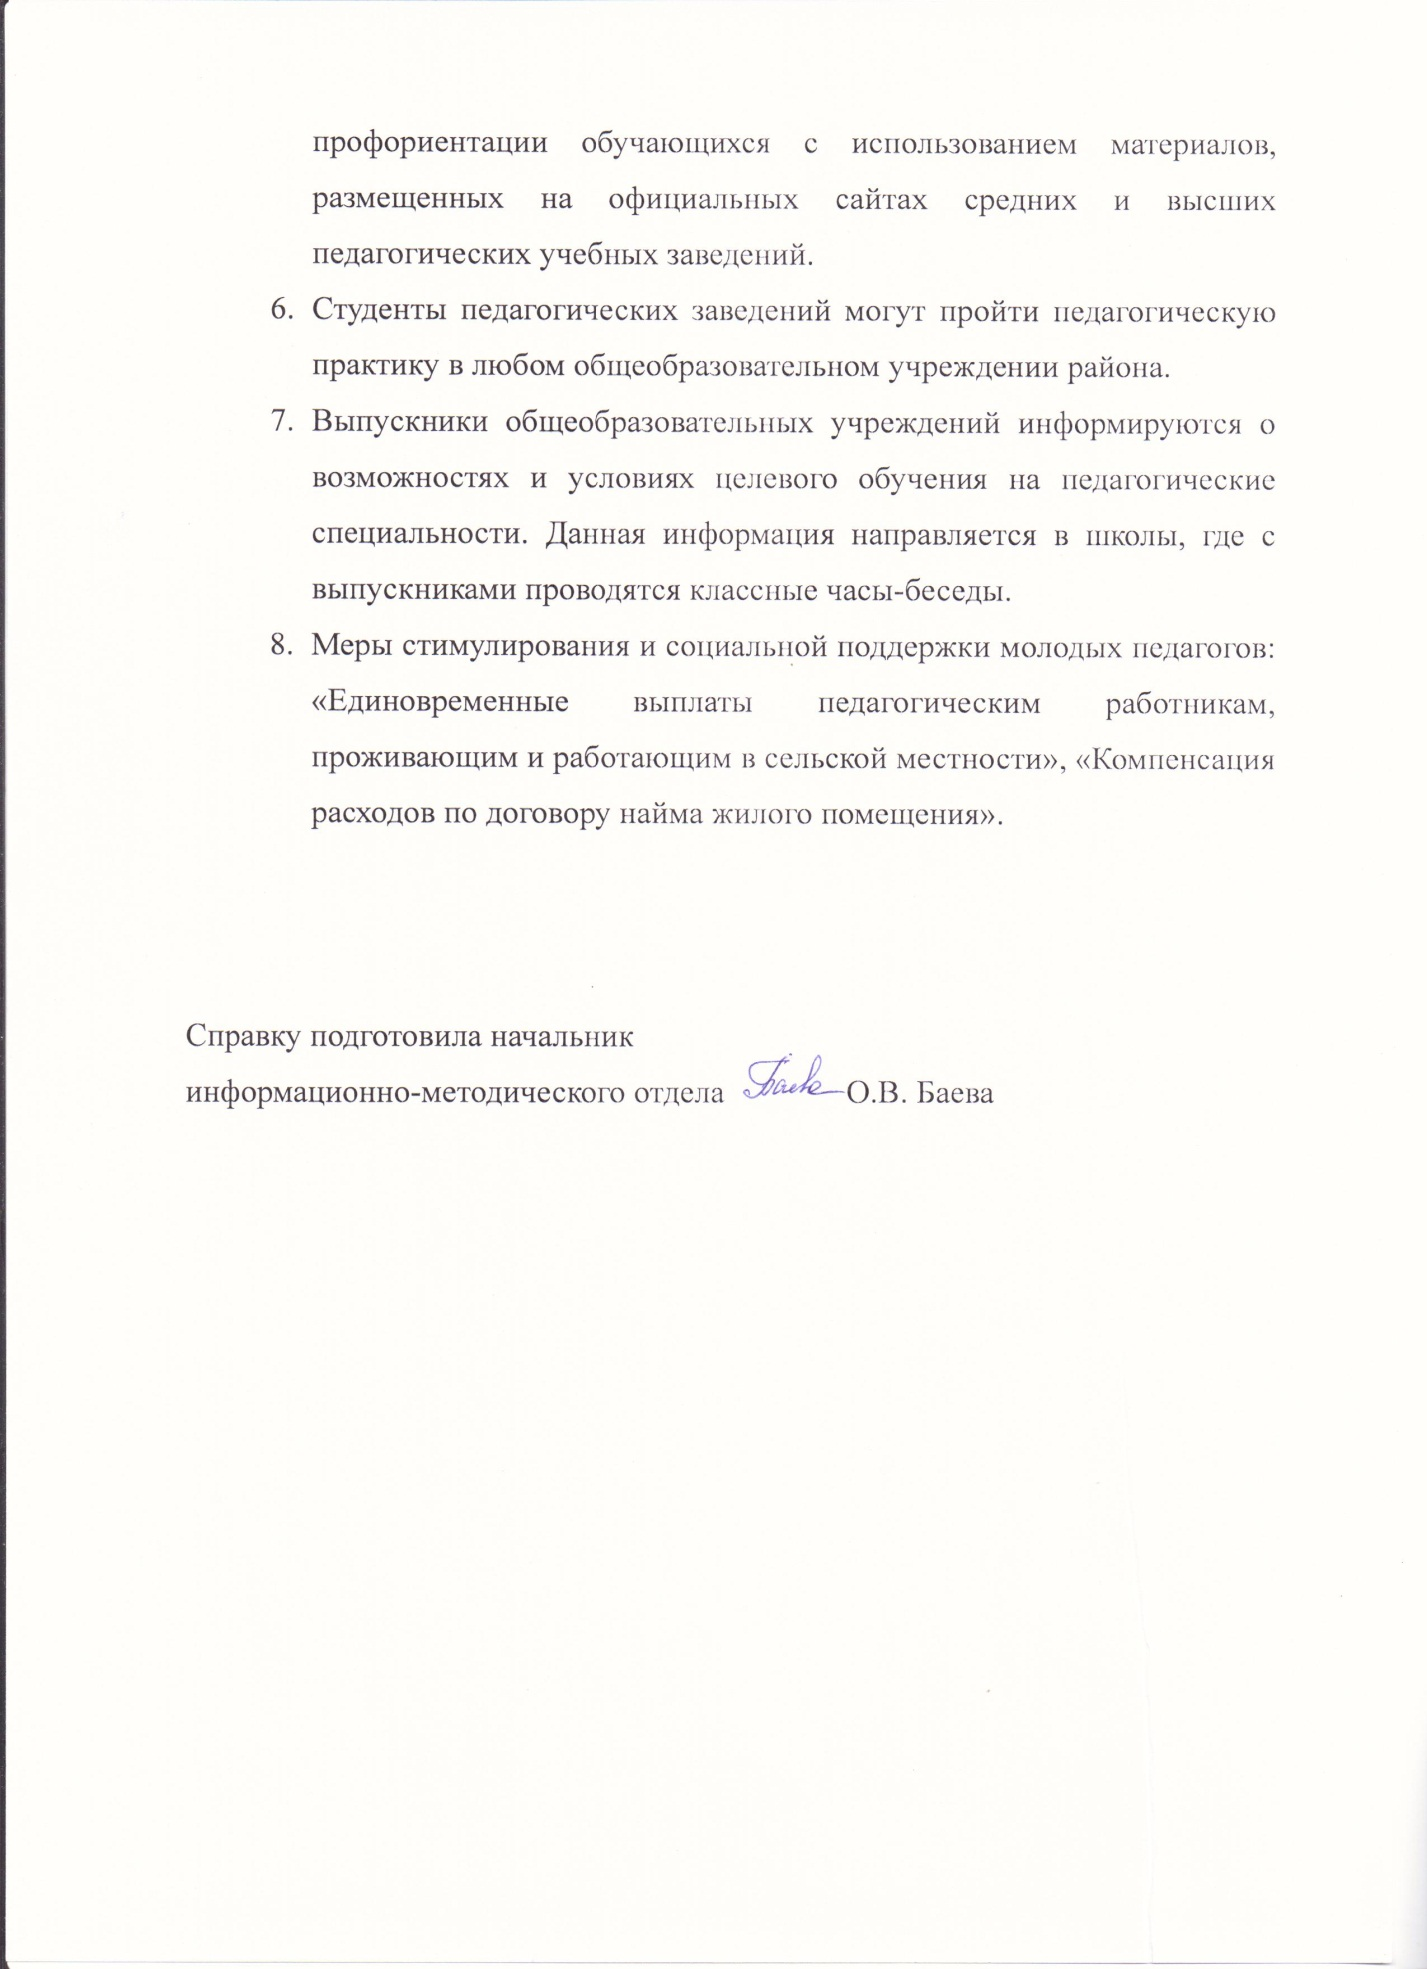 профориентации обучающихся с использованием материалов,
размещенных на официальных сайтах средних и высших
педагогических учебных заведений.
6. Студенты педагогических заведений могут пройти педагогическую
практику в любом общеобразовательном учреждении района.
7. Выпускники общеобразовательных учреждений информируются о
возможностях и условиях целевого обучения на педагогические
специальности. Данная информация направляется в школы, где с
выпускниками проводятся классные часы-беседы.
8. Меры стимулирования и социальной поддержки молодых педагогов:
«Единовременные выплаты педагогическим работникам,
проживающим и работающим в сельской местности», «Компенсация
расходов по договору найма жилого помещения».
Справку подготовила начальник
информационно-методического отдела Баева О.В. Баева